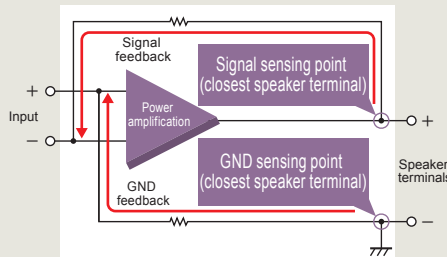 Signal
feedback
Signal sensing point
(closest speaker terminal)
+
Input
−
Power
amplification
+
GND sensing point
(closest speaker terminal)
Speaker
terminals
GND
feedback
−